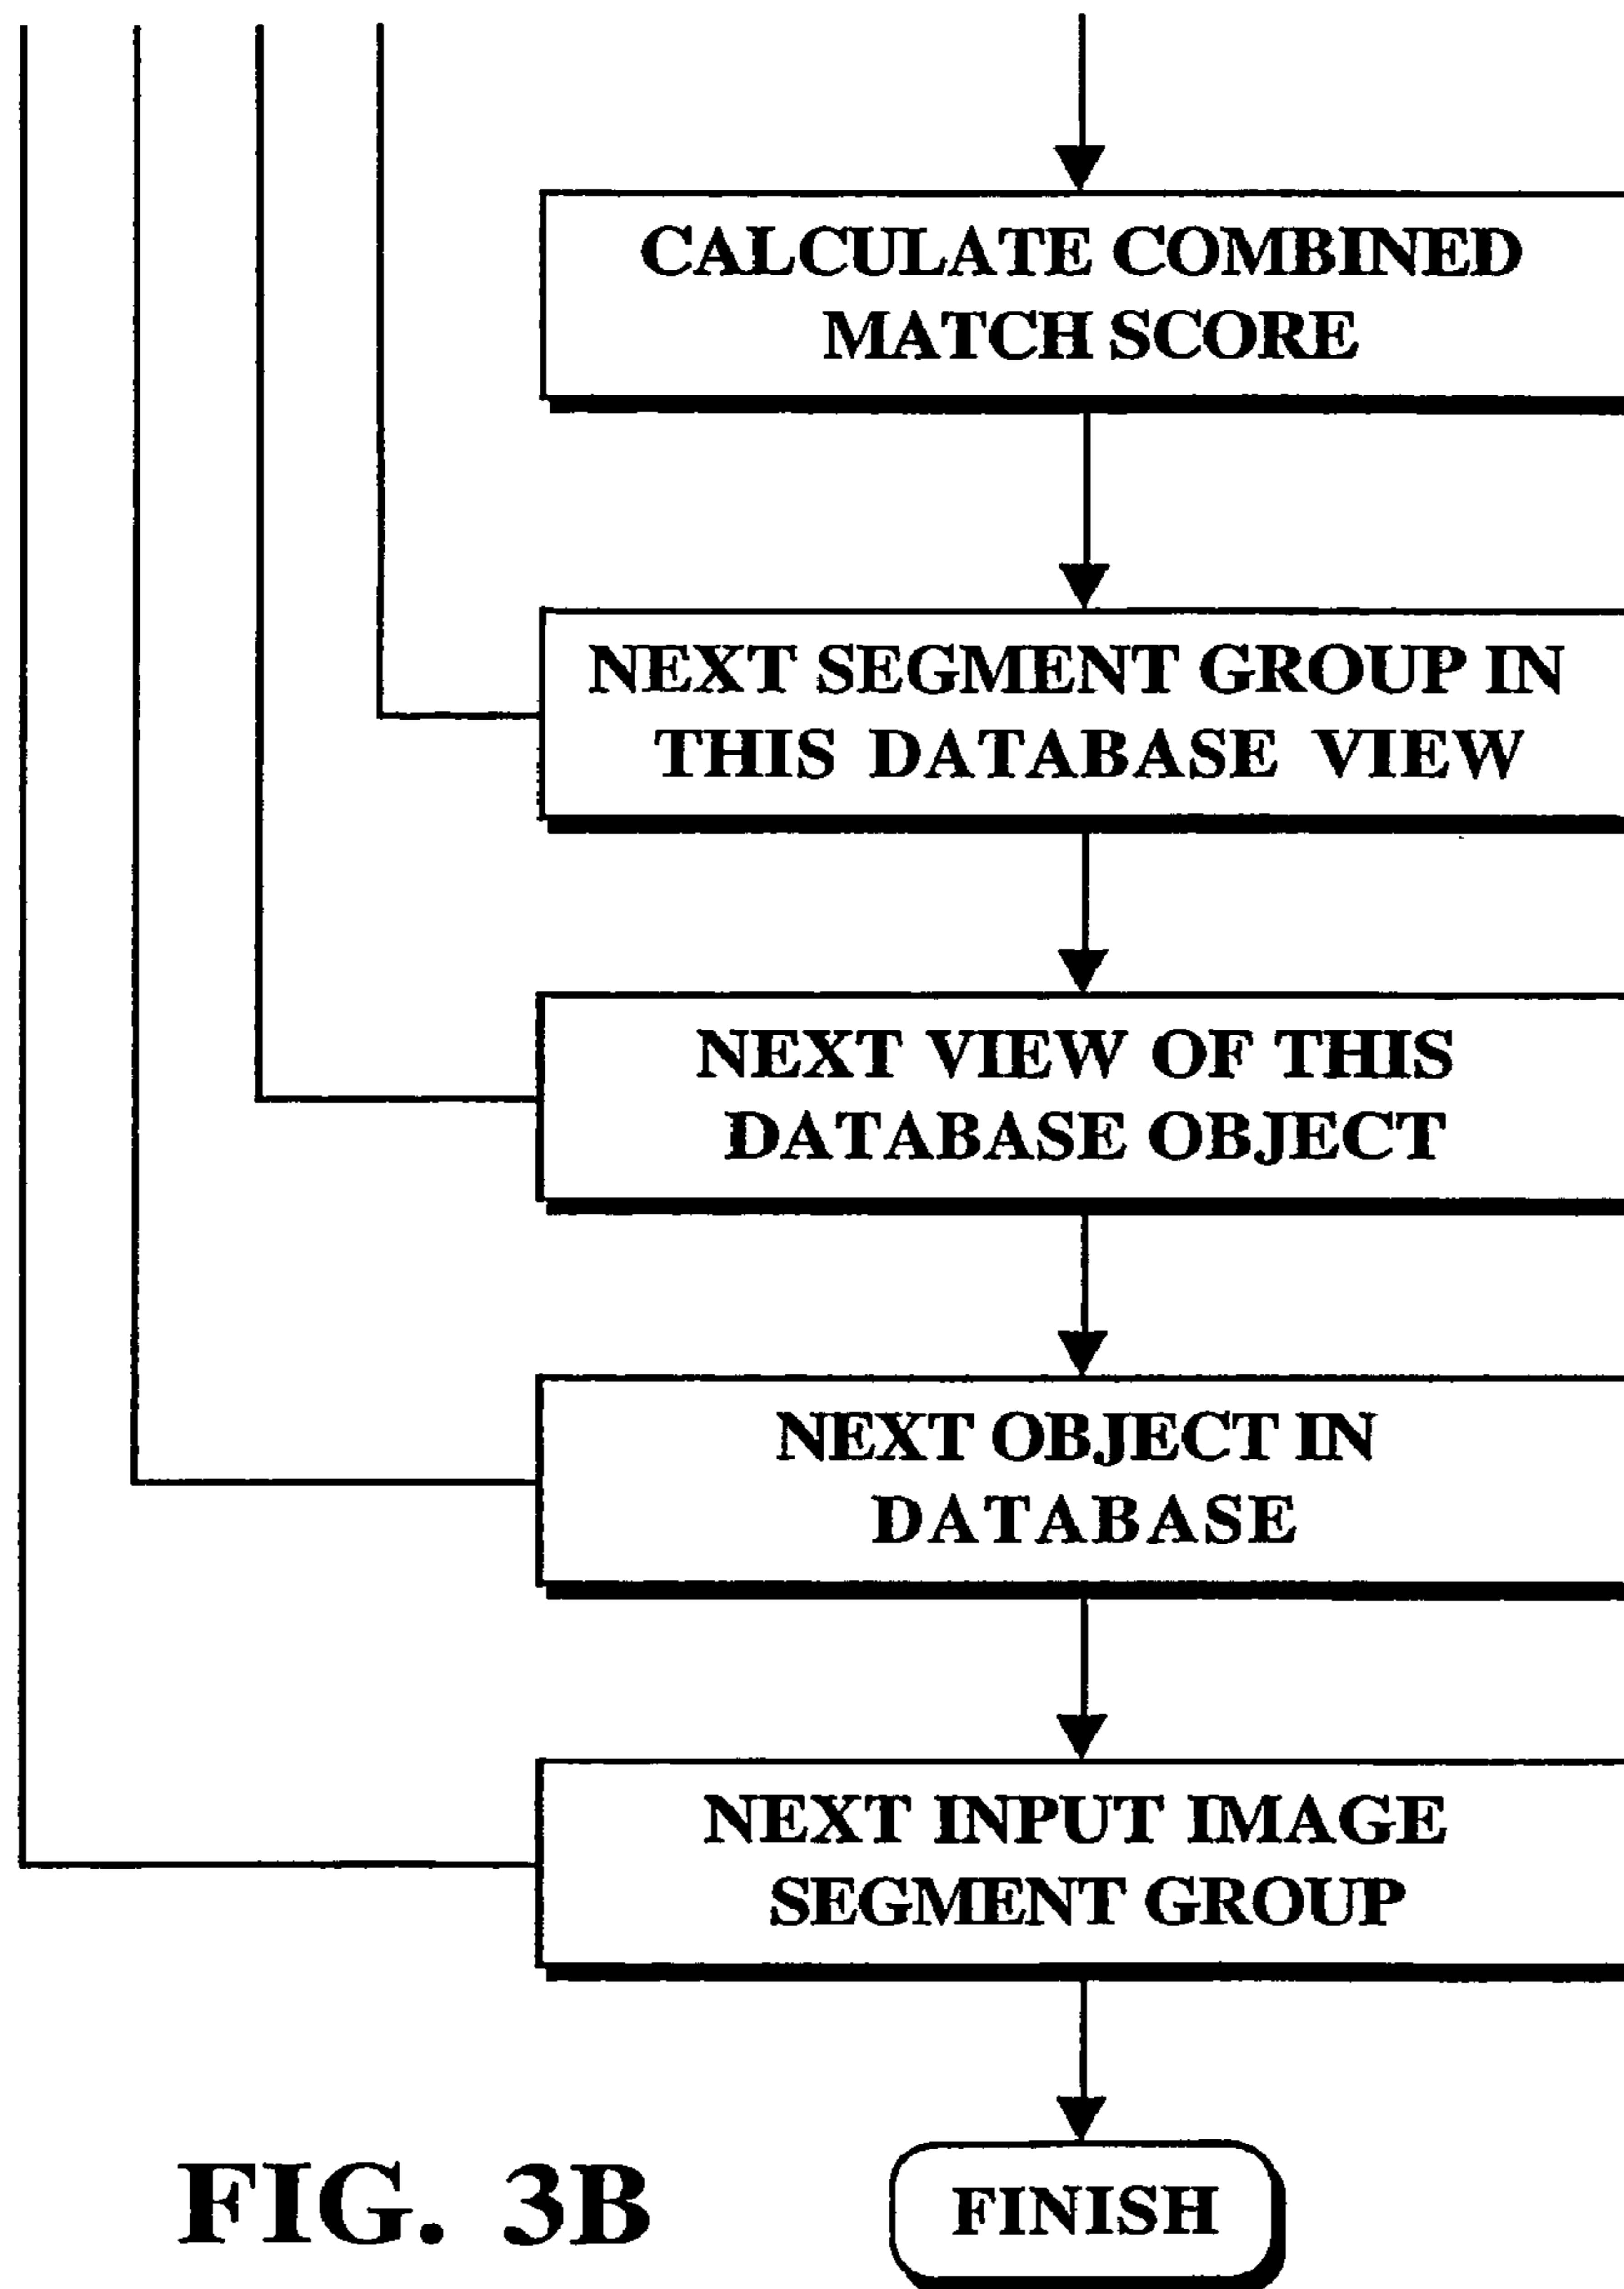 CALCULATE COMBINED
MATCH SCORE
NEXT SEGMENT GROUP IN
THIS DATABASE VIEW
NEXT VIEW OF THIS
DATABASE OBJECT
NEXT OBJECT IN
DATABASE
NEXT INPUT IMAGE
SEGMENT GROUP
FINISH
FIG. 3B